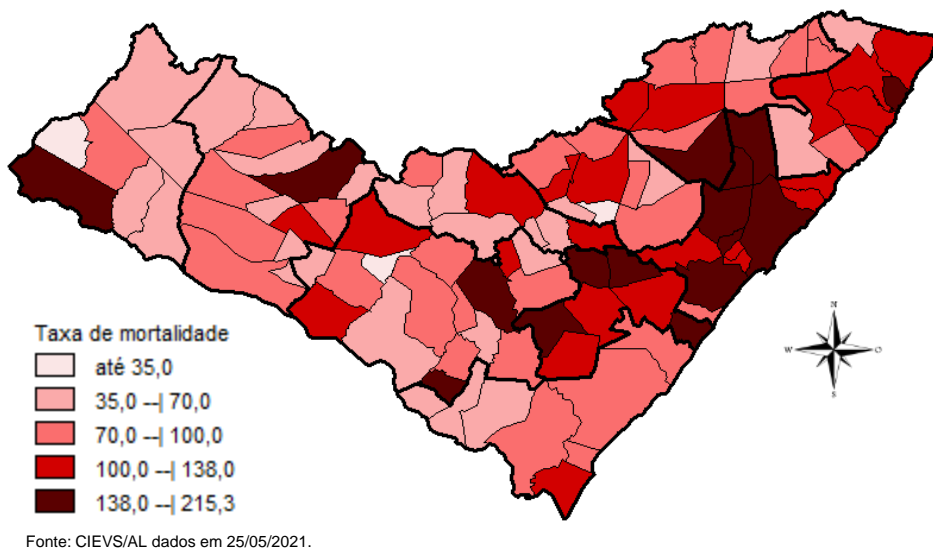 N
W
O
S
Taxa de mortalidade
até 35,0
35,0 --| 70,0
70,0 --| 100,0
100,0 --| 138,0
138,0 --| 215,3
Fonte: CIEVS/AL dados em 25/05/2021.